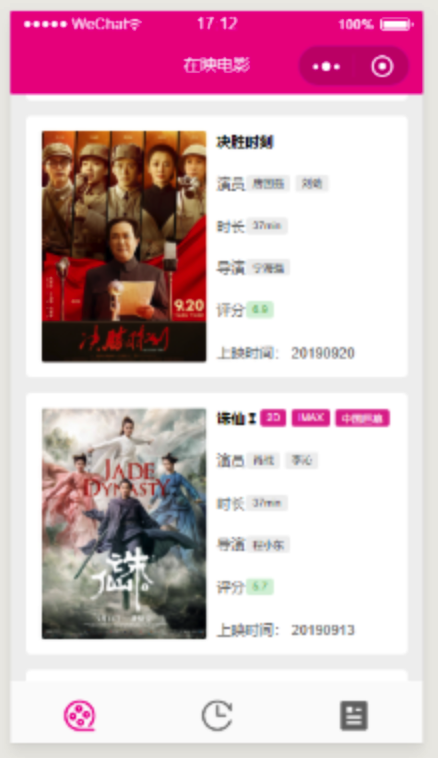 WeChat 17:12 100%
在映电影
决胜时刻
演员 唐国强 刘劲
时长 37min
导演
评分 6.9
上映时间： 20190920
9.20
决胜时刻
诛仙 I 3D IMAX 中国巨幕
演员 肖战 李沁
时长 37min
导演 程小东
评分 5.7
上映时间： 20190913
JADE
DYNASTY
诛仙